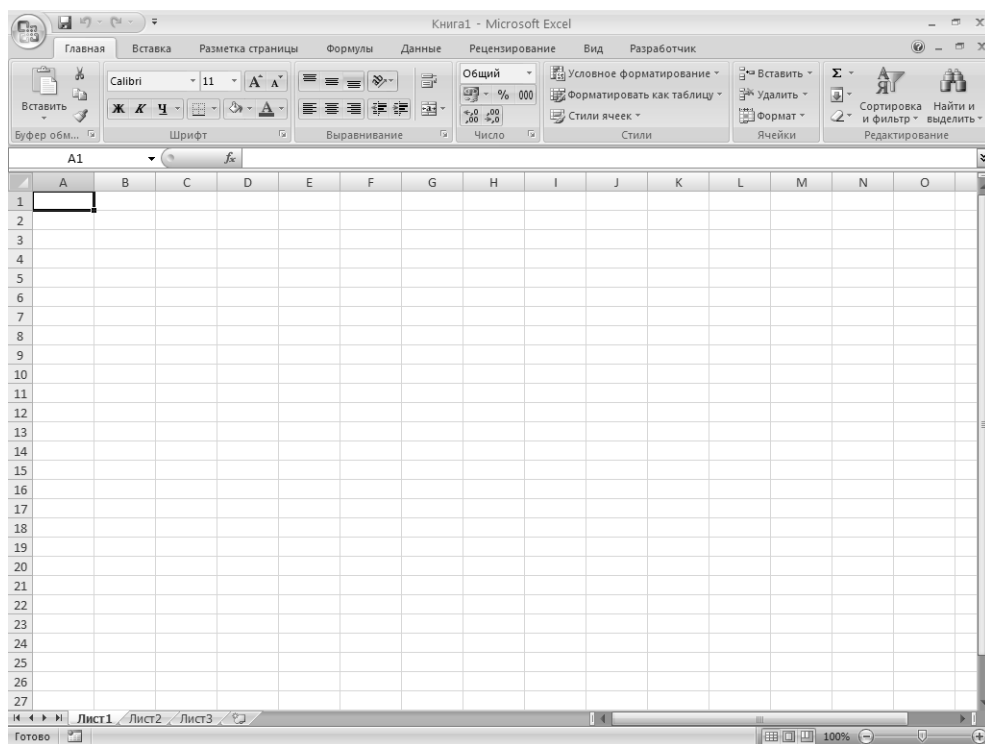 Книга1 - Microsoft Excel
Главная Вставка Разметка страницы Формулы Данные Рецензирование Вид Разработчик
Вставить
Буфер обм...
Calibri 11
Ж К Ч А
Шрифт
Выравнивание
Общий
% 000
Число
Условное форматирование
Форматировать как таблицу
Стили ячеек
Стили
Вставить
Удалить
Формат
Ячейки
Σ
Сортировка и фильтр
Найти и выделить
Редактирование
A1 fx
A B C D E F G H I J K L M N O
1
2
3
4
5
6
7
8
9
10
11
12
13
14
15
16
17
18
19
20
21
22
23
24
25
26
27
Лист1 Лист2 Лист3
Готово 100%